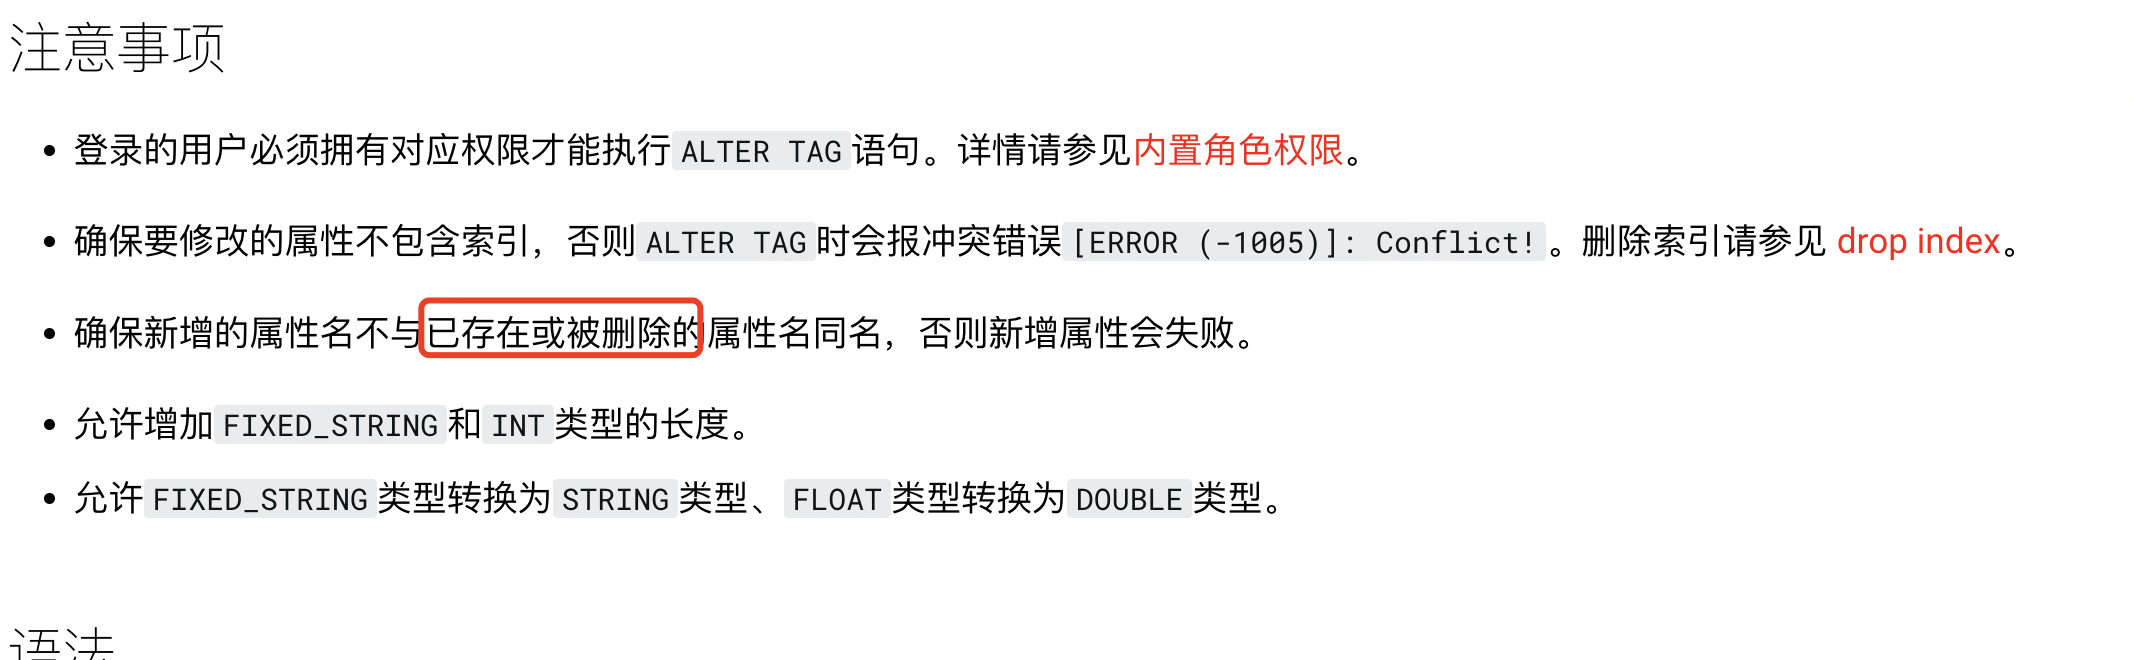 注意事项
• 登录的用户必须拥有对应权限才能执行 ALTER TAG 语句。详情请参见内置角色权限。
• 确保要修改的属性不包含索引，否则 ALTER TAG 时会报冲突错误 [ERROR (-1005)]: Conflict! 。删除索引请参见 drop index。
• 确保新增的属性名不与已存在或被删除的属性名同名，否则新增属性会失败。
• 允许增加 FIXED_STRING 和 INT 类型的长度。
• 允许 FIXED_STRING 类型转换为 STRING 类型、 FLOAT 类型转换为 DOUBLE 类型。
语法